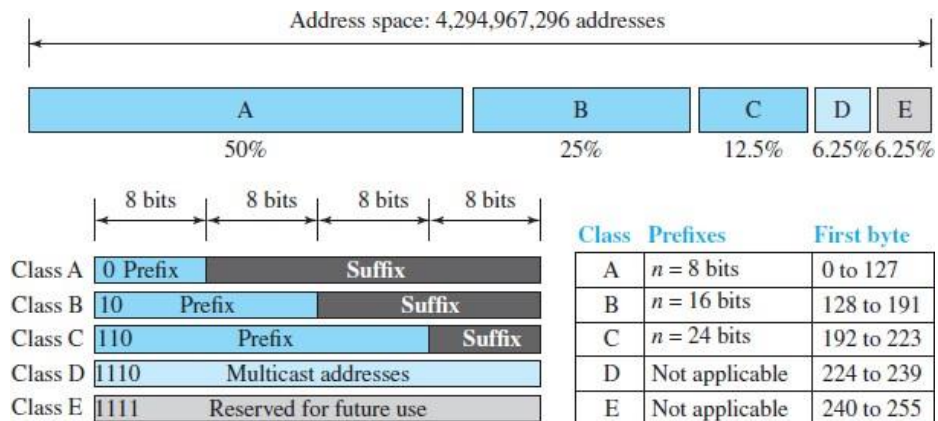 Address space: 4,294,967,296 addresses
A B C D E
50% 25% 12.5% 6.25% 6.25%
8 bits 8 bits 8 bits 8 bits
Class A 0 Prefix Suffix
Class B 10 Prefix Suffix
Class C 110 Prefix Suffix
Class D 1110 Multicast addresses
Class E 1111 Reserved for future use
Class Prefixes First byte
A n = 8 bits 0 to 127
B n = 16 bits 128 to 191
C n = 24 bits 192 to 223
D Not applicable 224 to 239
E Not applicable 240 to 255